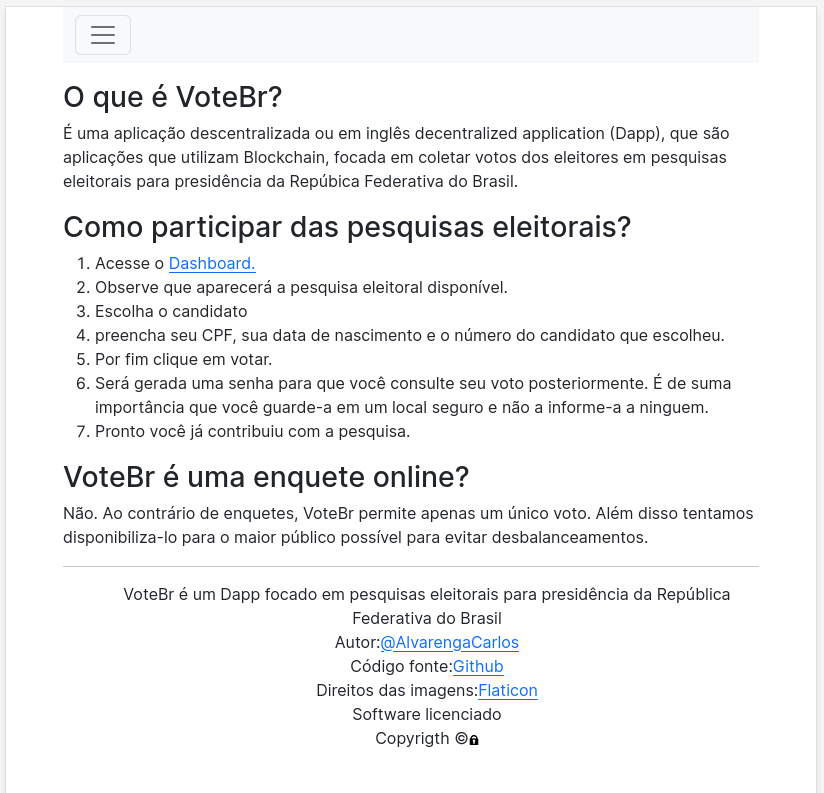 O que é VoteBr?
É uma aplicação descentralizada ou em inglês decentralized application (Dapp), que são
aplicações que utilizam Blockchain, focada em coletar votos dos eleitores em pesquisas
eleitorais para presidência da Repúbica Federativa do Brasil.
Como participar das pesquisas eleitorais?
1. Acesse o Dashboard.
2. Observe que aparecerá a pesquisa eleitoral disponível.
3. Escolha o candidato
4. preencha seu CPF, sua data de nascimento e o número do candidato que escolheu.
5. Por fim clique em votar.
6. Será gerada uma senha para que você consulte seu voto posteriormente. É de suma
importância que você guarde-a em um local seguro e não a informe-a a ninguem.
7. Pronto você já contribuiu com a pesquisa.
VoteBr é uma enquete online?
Não. Ao contrário de enquetes, VoteBr permite apenas um único voto. Além disso tentamos
disponibiliza-lo para o maior público possível para evitar desbalanceamentos.
VoteBr é um Dapp focado em pesquisas eleitorais para presidência da República
Federativa do Brasil
Autor:@AlvarengaCarlos
Código fonte:Github
Direitos das imagens:Flaticon
Software licenciado
Copyrigth ©